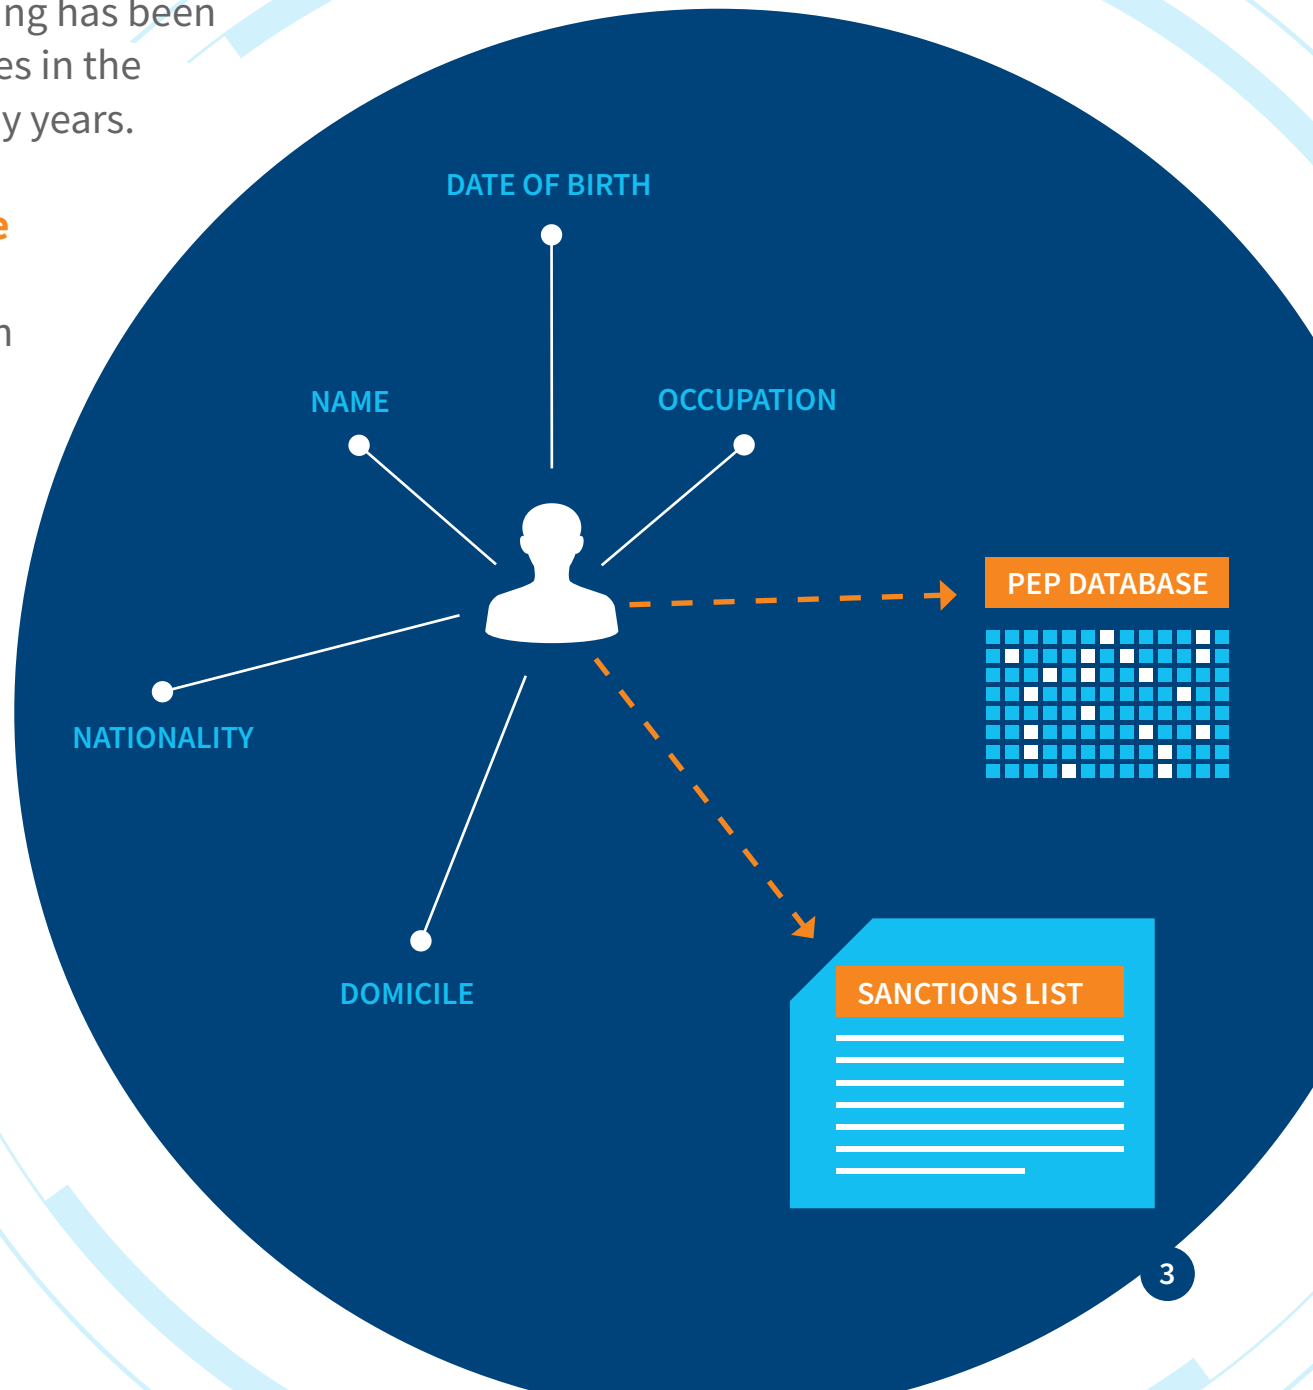 ng has been
es in the
y years.
e
n
DATE OF BIRTH
NAME
OCCUPATION
PEP DATABASE
NATIONALITY
DOMICILE
SANCTIONS LIST
3